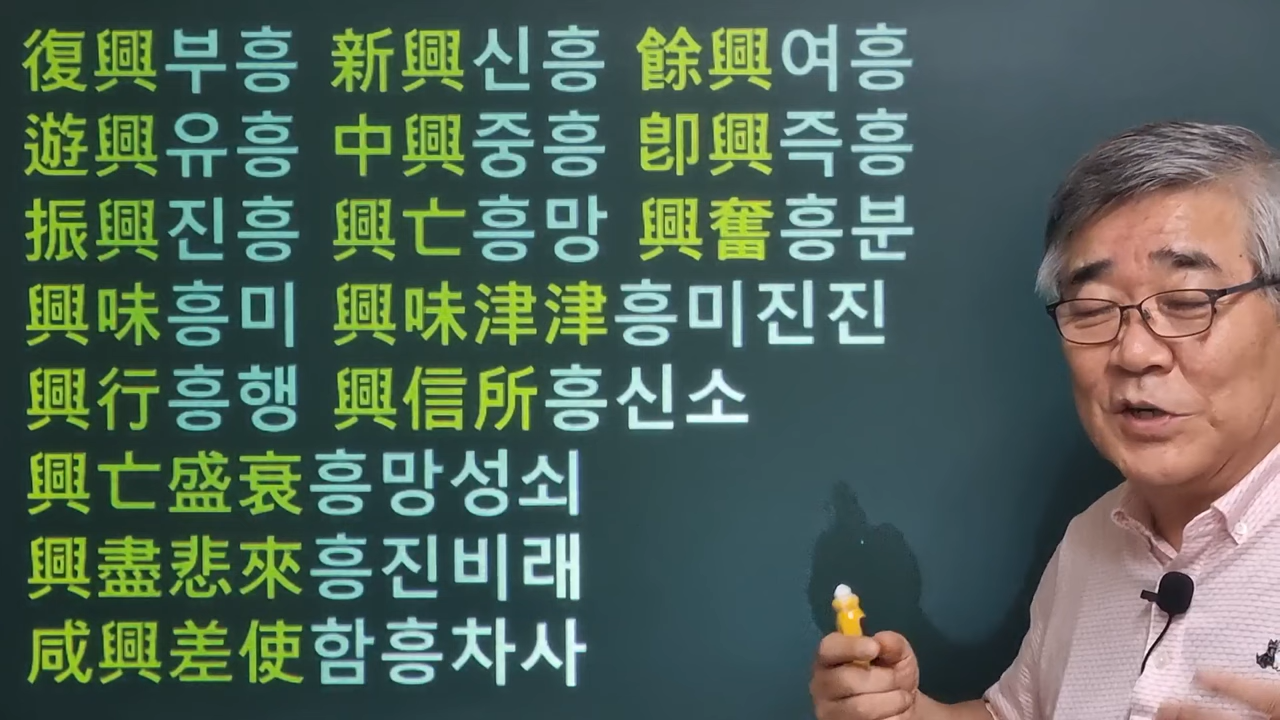 復興부흥 新興신흥 餘興여흥
遊興유흥 中興중흥 卽興즉흥
振興진흥 興亡흥망 興奮흥분
興味흥미 興味津津흥미진진
興行흥행 興信所흥신소
興亡盛衰흥망성쇠
興盡悲來흥진비래
咸興差使함흥차사